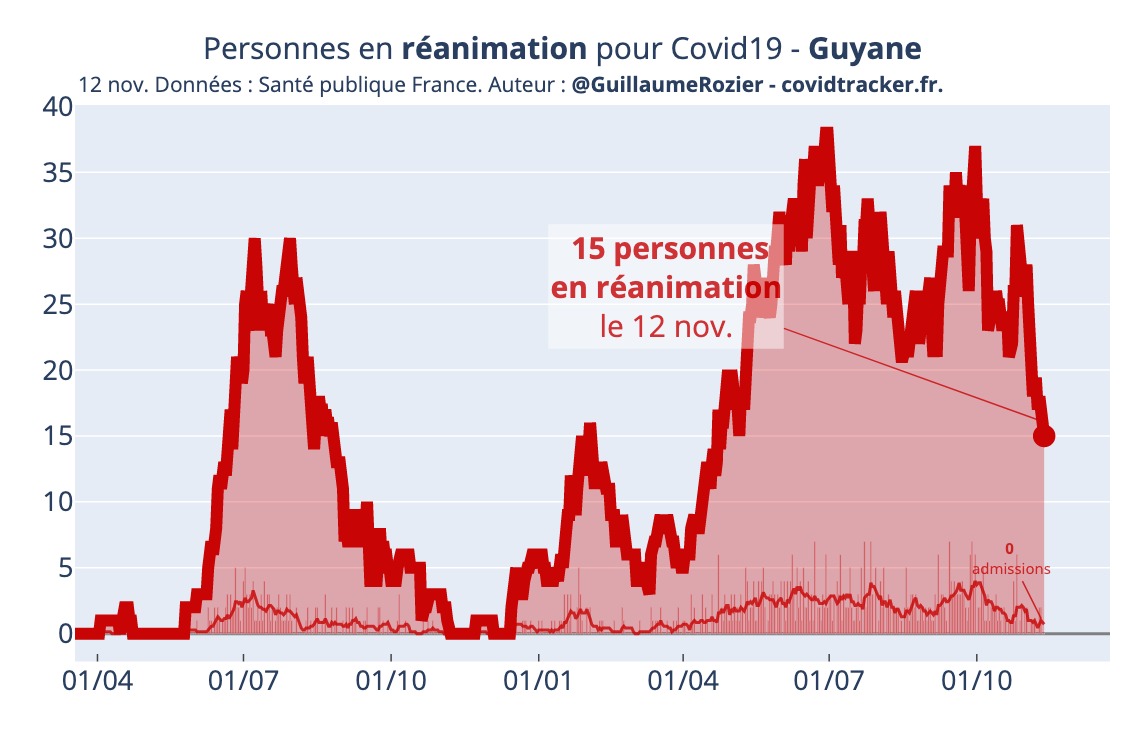 Personnes en réanimation pour Covid19 - Guyane
12 nov. Données : Santé publique France. Auteur : @GuillaumeRozier - covidtracker.fr.
40
35
30
25
20
15
10
5
0
15 personnes
en réanimation
le 12 nov.
0
admissions
01/04
01/07
01/10
01/01
01/04
01/07
01/10